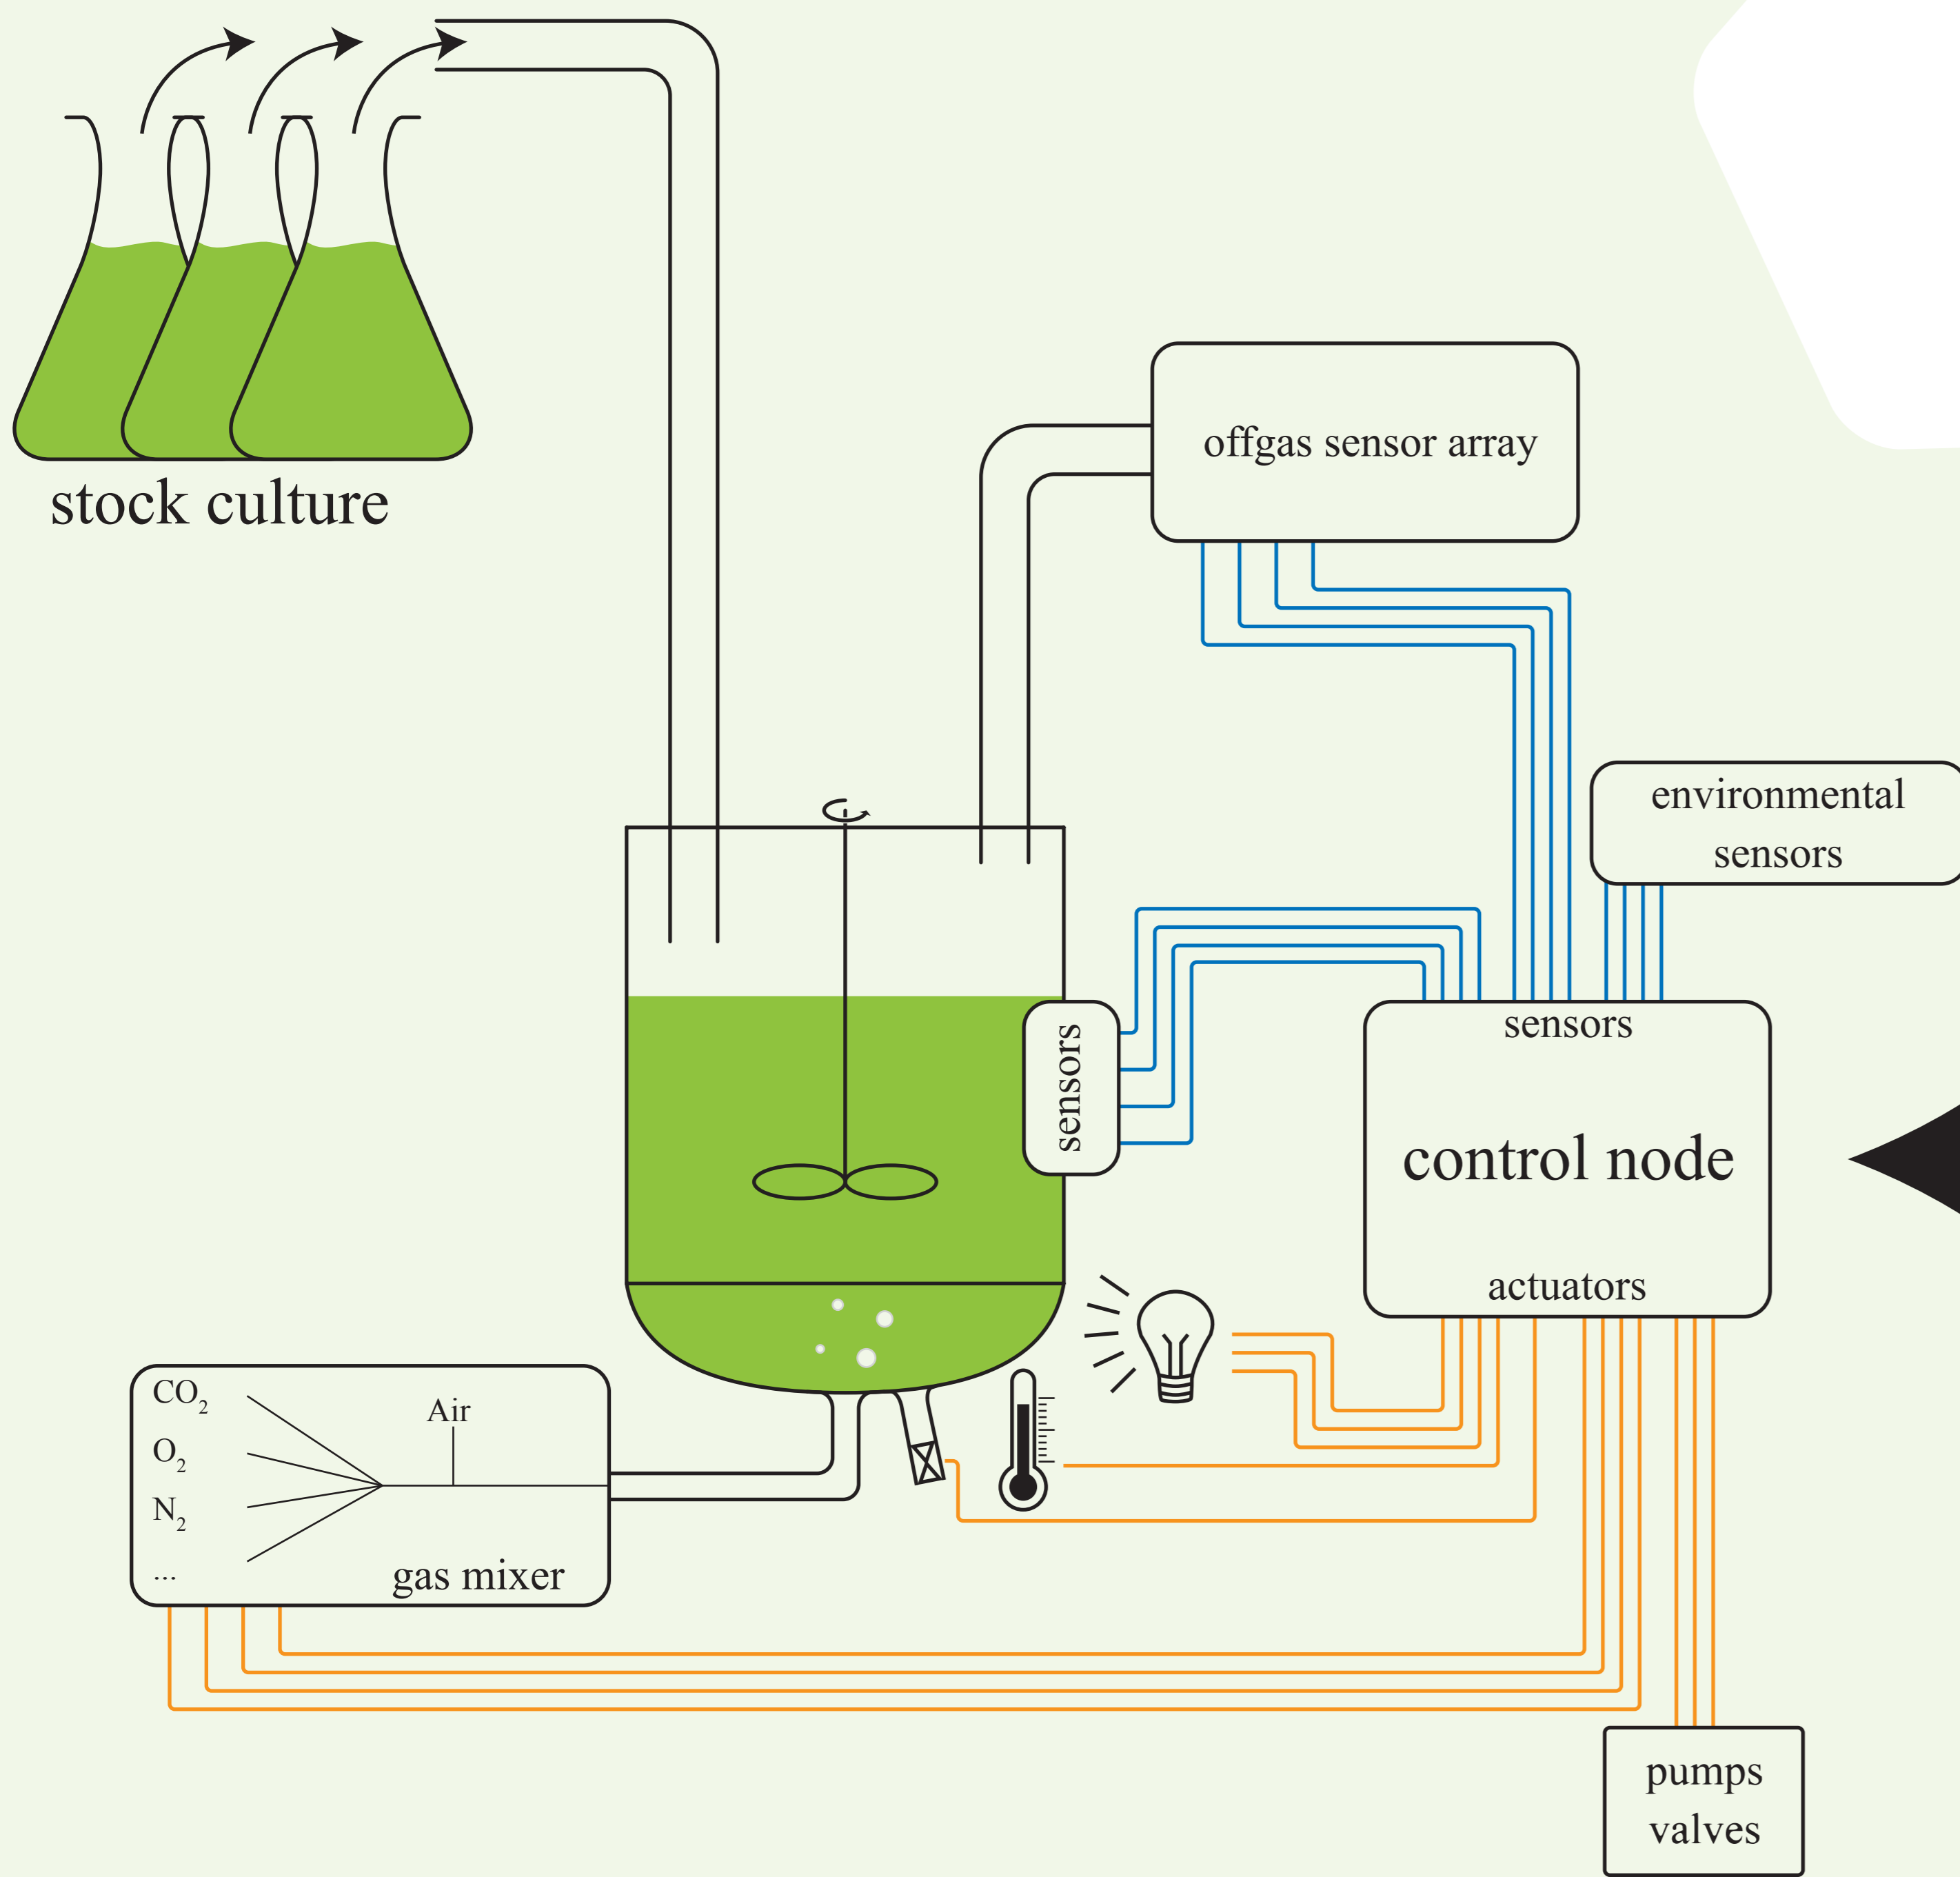 stock culture
offgas sensor array
environmental
sensors
sensors
sensors
control node
actuators
CO2
Air
O2
N2
...
gas mixer
pumps
valves